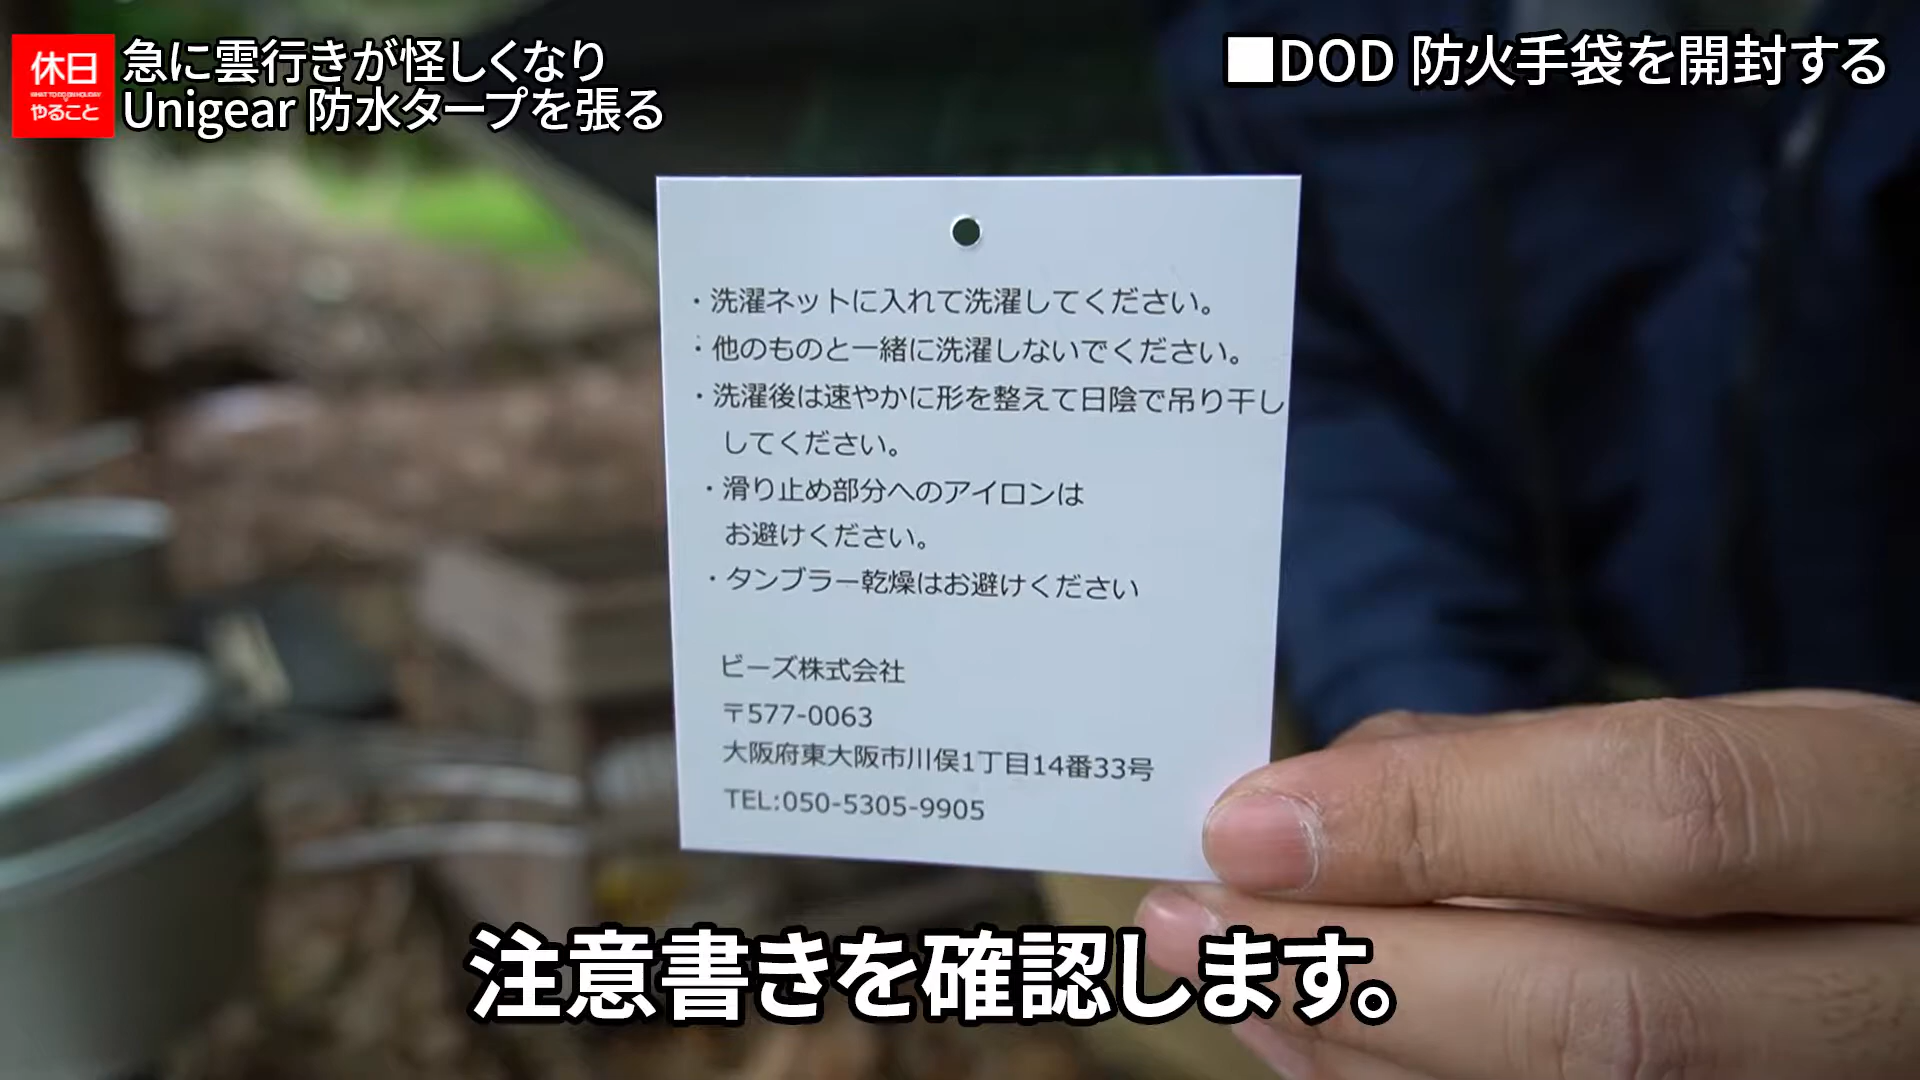 休日
WHAT TO DO ON HOLIDAY
やること
急に雲行きが怪しくなり
Unigear 防水タープを張る
■DOD 防火手袋を開封する
・洗濯ネットに入れて洗濯してください。
・他のものと一緒に洗濯しないでください。
・洗濯後は速やかに形を整えて日陰で吊り干し
してください。
・滑り止め部分へのアイロンは
お避けください。
・タンブラー乾燥はお避けください
ビーズ株式会社
〒577-0063
大阪府東大阪市川俣1丁目14番33号
TEL:050-5305-9905
注意書きを確認します。